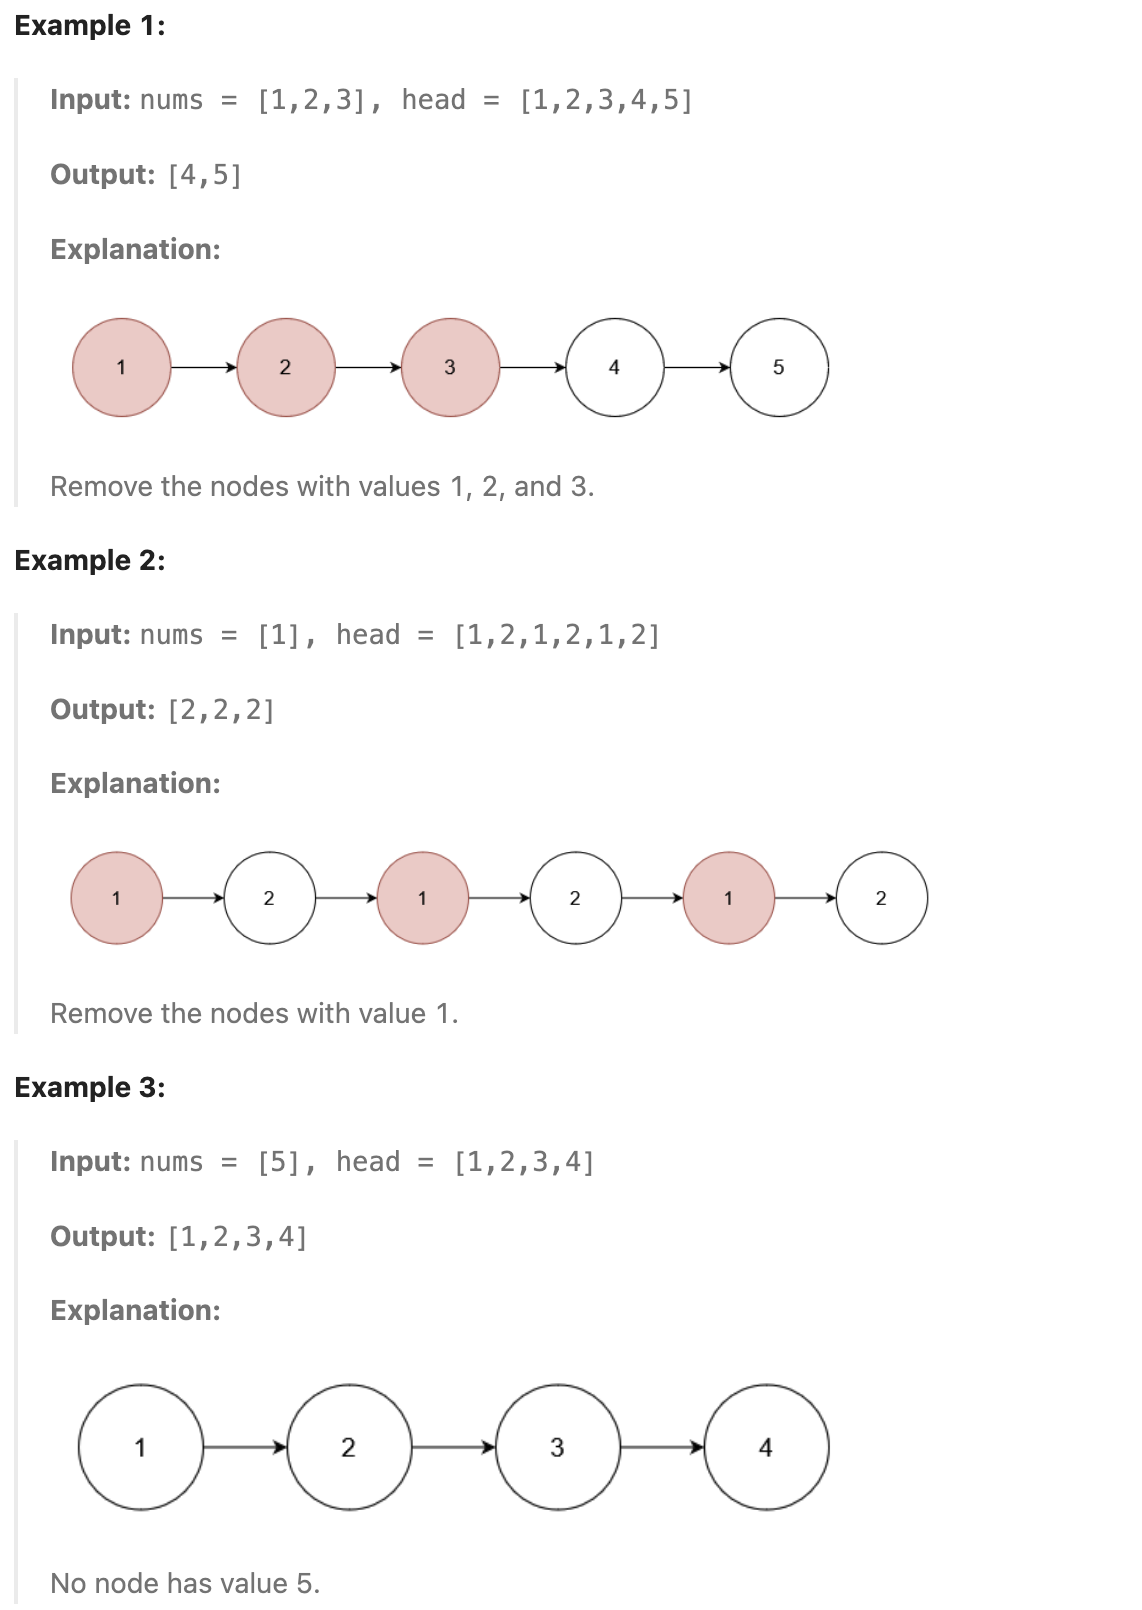 Example 1:
Input: nums = [1,2,3], head = [1,2,3,4,5]
Output: [4,5]
Explanation:
1 2 3 4 5
Remove the nodes with values 1, 2, and 3.
Example 2:
Input: nums = [1], head = [1,2,1,2,1,2]
Output: [2,2,2]
Explanation:
1 2 1 2 1 2
Remove the nodes with value 1.
Example 3:
Input: nums = [5], head = [1,2,3,4]
Output: [1,2,3,4]
Explanation:
1 2 3 4
No node has value 5.